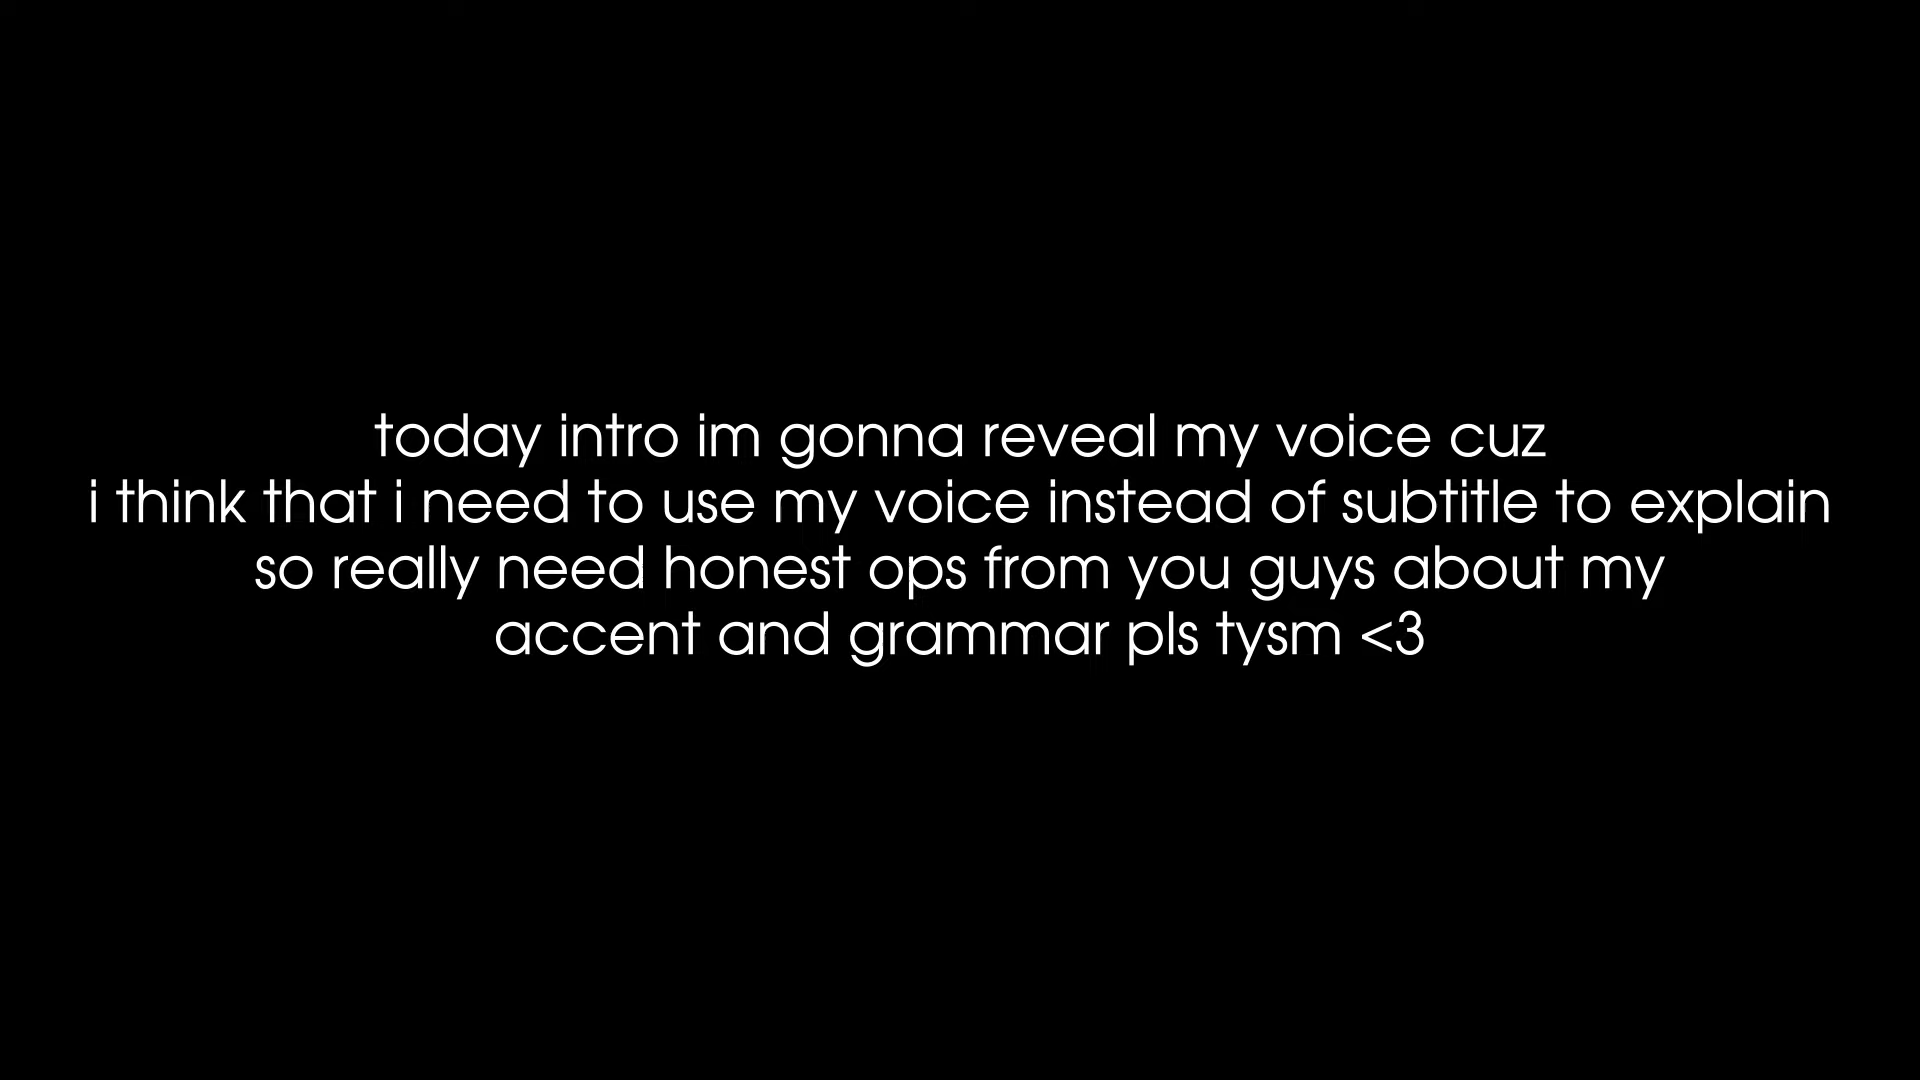 today intro im gonna reveal my voice cuz
i think that i need to use my voice instead of subtitle to explain
so really need honest ops from you guys about my
accent and grammar pls tysm <3